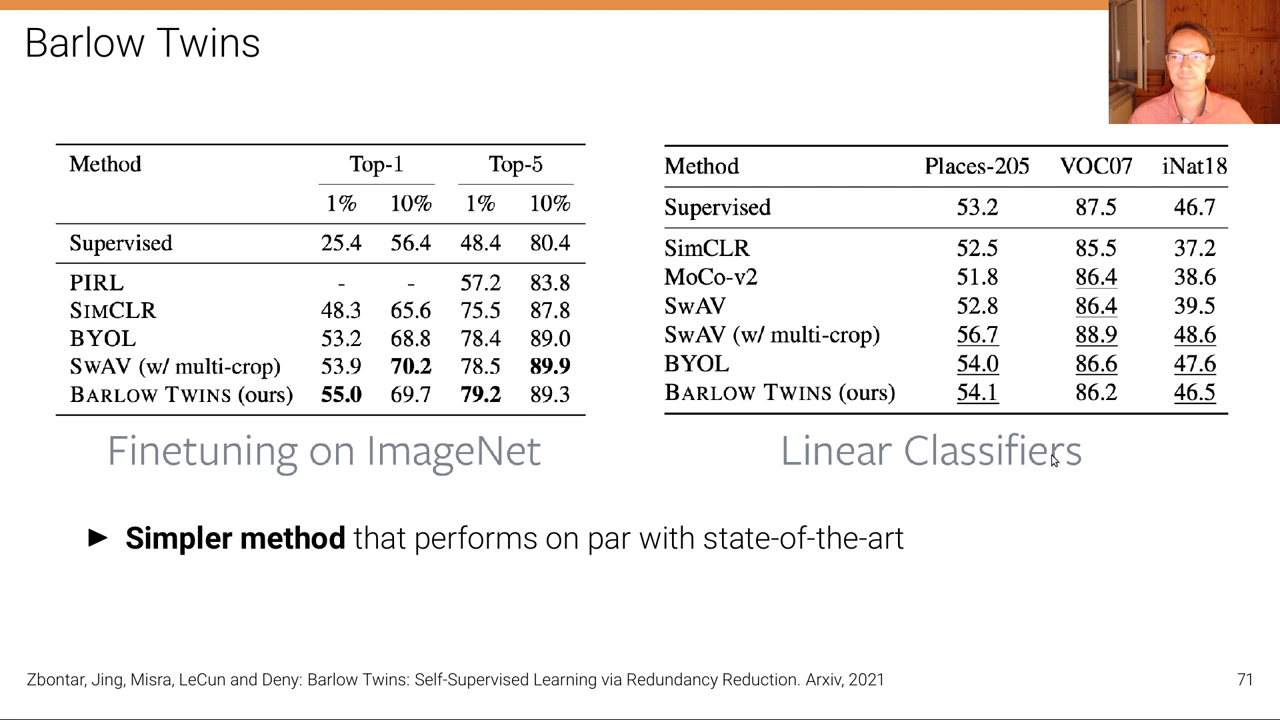 Barlow Twins
Method Top-1 Top-5
1% 10% 1% 10%
Supervised 25.4 56.4 48.4 80.4
PIRL - - 57.2 83.8
SIMCLR 48.3 65.6 75.5 87.8
BYOL 53.2 68.8 78.4 89.0
SWAV (w/ multi-crop) 53.9 70.2 78.5 89.9
BARLOW TWINS (ours) 55.0 69.7 79.2 89.3
Finetuning on ImageNet
Method Places-205 VOC07 iNat18
Supervised 53.2 87.5 46.7
SimCLR 52.5 85.5 37.2
MoCo-v2 51.8 86.4 38.6
SwAV 52.8 86.4 39.5
SwAV (w/ multi-crop) 56.7 88.9 48.6
BYOL 54.0 86.6 47.6
BARLOW TWINS (ours) 54.1 86.2 46.5
Linear Classifiers
► Simpler method that performs on par with state-of-the-art
Zbontar, Jing, Misra, LeCun and Deny: Barlow Twins: Self-Supervised Learning via Redundancy Reduction. Arxiv, 2021
71